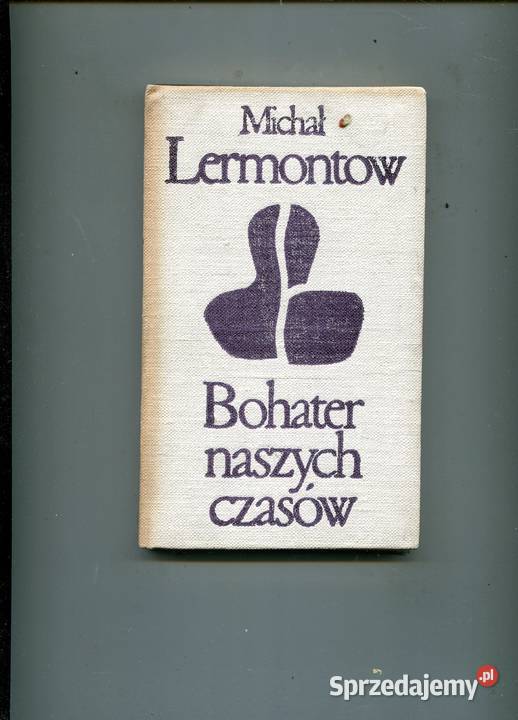 Michał
Lermontow
Bohater
naszych
czasów
Sprzedajemy.pl